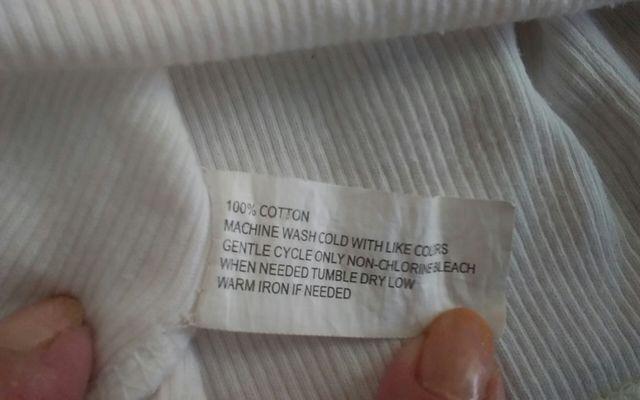 100% COTTON
MACHINE WASH COLD WITH LIKE COLORS
GENTLE CYCLE ONLY NON-CHLORINE BLEACH
WHEN NEEDED TUMBLE DRY LOW
WARM IRON IF NEEDED